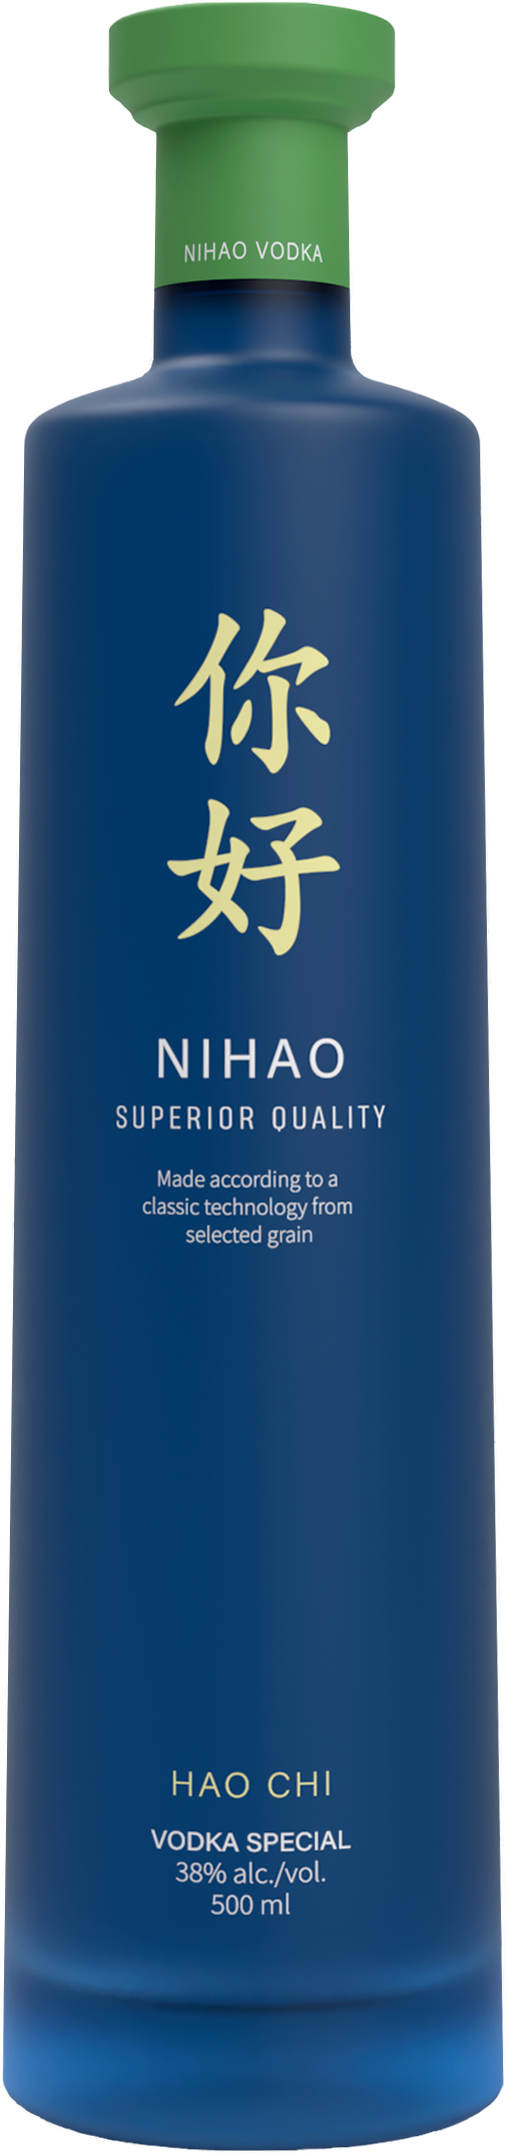 NIHAO VODKA
你
好
NIHAO
SUPERIOR QUALITY
Made according to a
classic technology from
selected grain
HAO CHI
VODKA SPECIAL
38% alc./vol.
500 ml